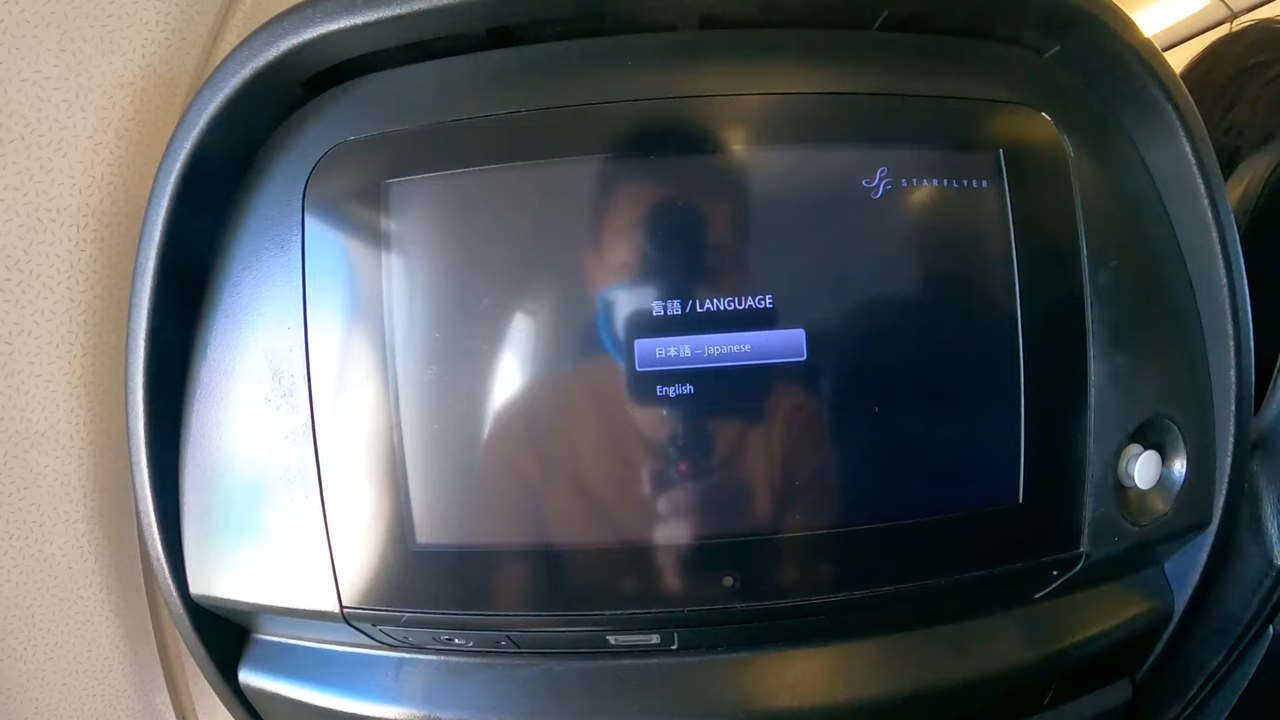 STARFLYER
言語 / LANGUAGE
日本語 – Japanese
English